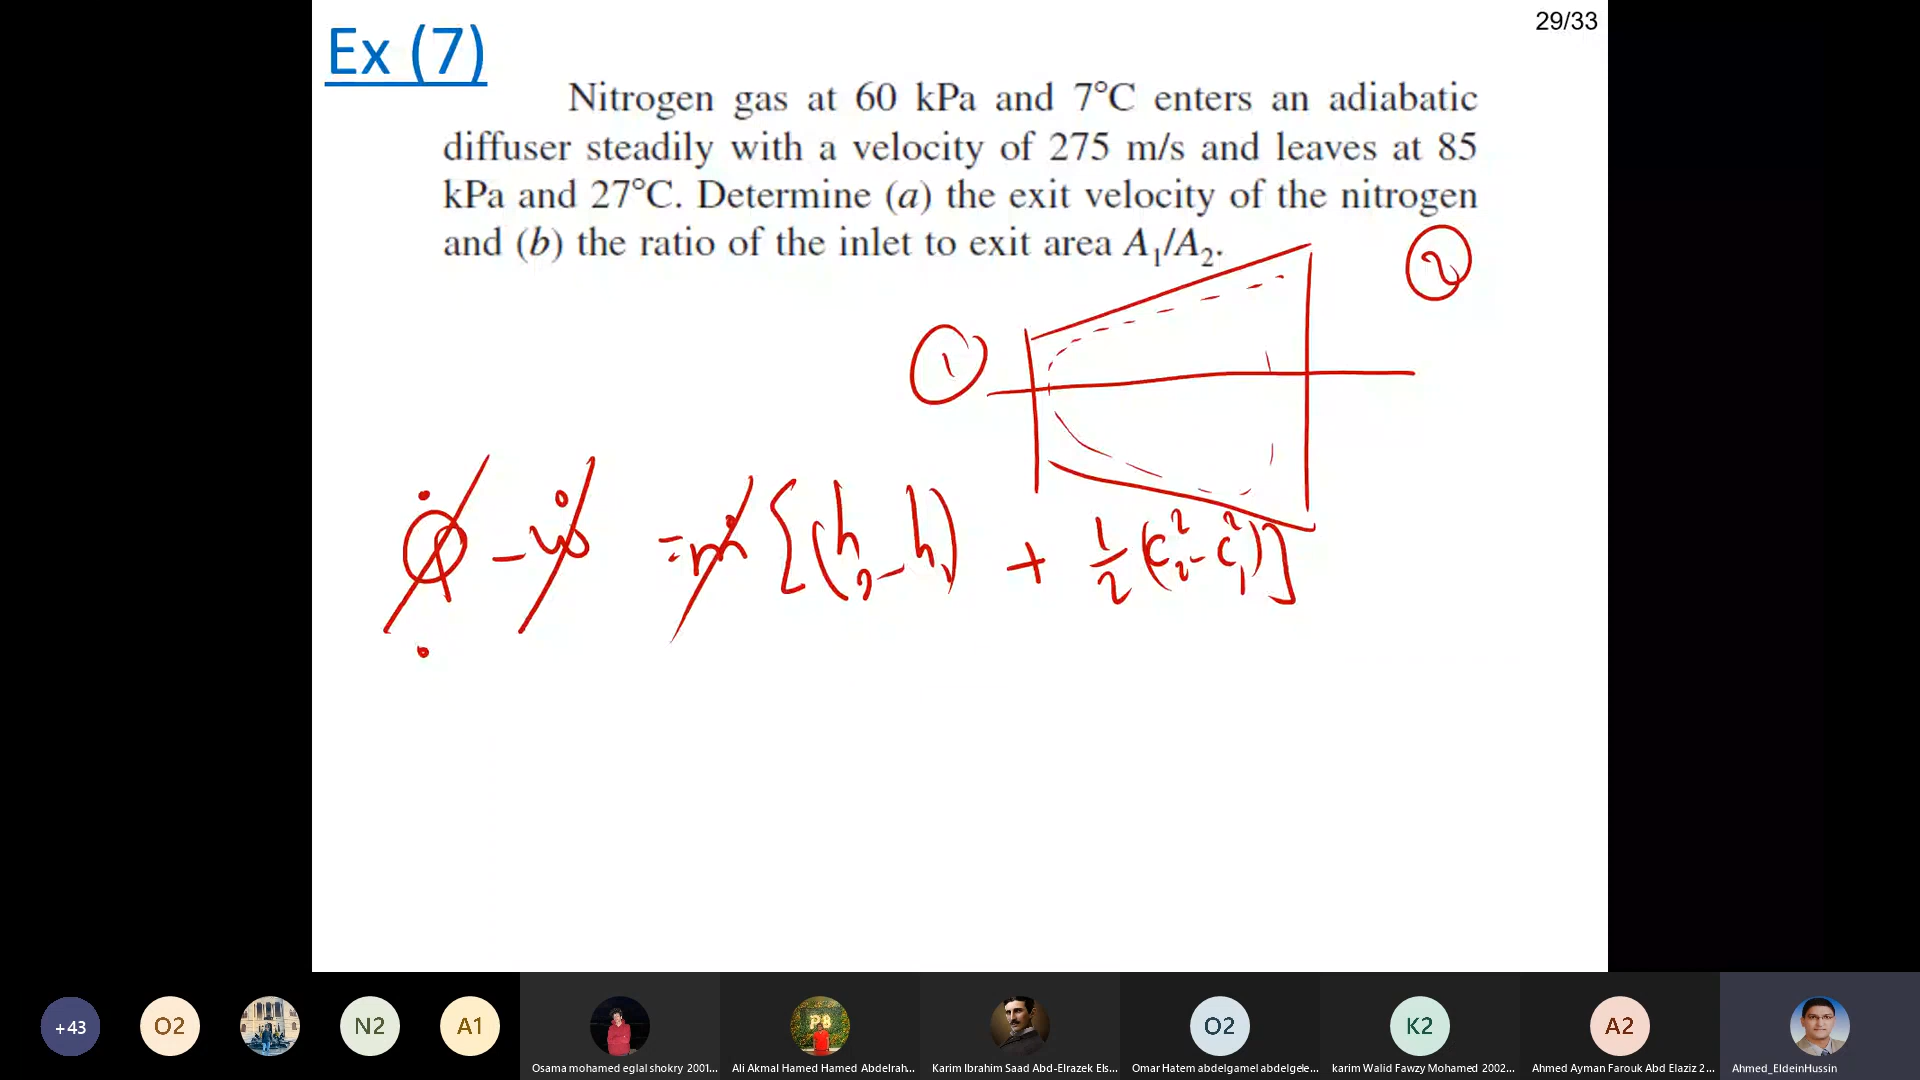 29/33
Ex (7)
Nitrogen gas at 60 kPa and 7°C enters an adiabatic
diffuser steadily with a velocity of 275 m/s and leaves at 85
kPa and 27°C. Determine (a) the exit velocity of the nitrogen
and (b) the ratio of the inlet to exit area A₁/A₂.
2
1
Q̇ - ẇ = ṁ [(h₂ - h₁) + 1/2 (C₂² - C₁²)]
+43
O2
N2
A1
P8
O2
K2
A2
Osama mohamed eglal shokry 2001...
Ali Akmal Hamed Hamed Abdelrah...
Karim Ibrahim Saad Abd-Elrazek Els...
Omar Hatem abdelgamel abdelgele...
karim Walid Fawzy Mohamed 2002...
Ahmed Ayman Farouk Abd Elaziz 2...
Ahmed_EldeinHussin